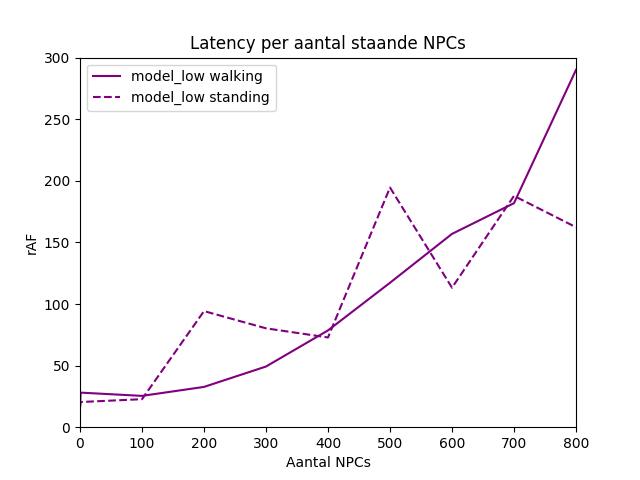 Latency per aantal staande NPCs
model_low walking
model_low standing
300
250
200
150
100
50
0
rAF
0 100 200 300 400 500 600 700 800
Aantal NPCs